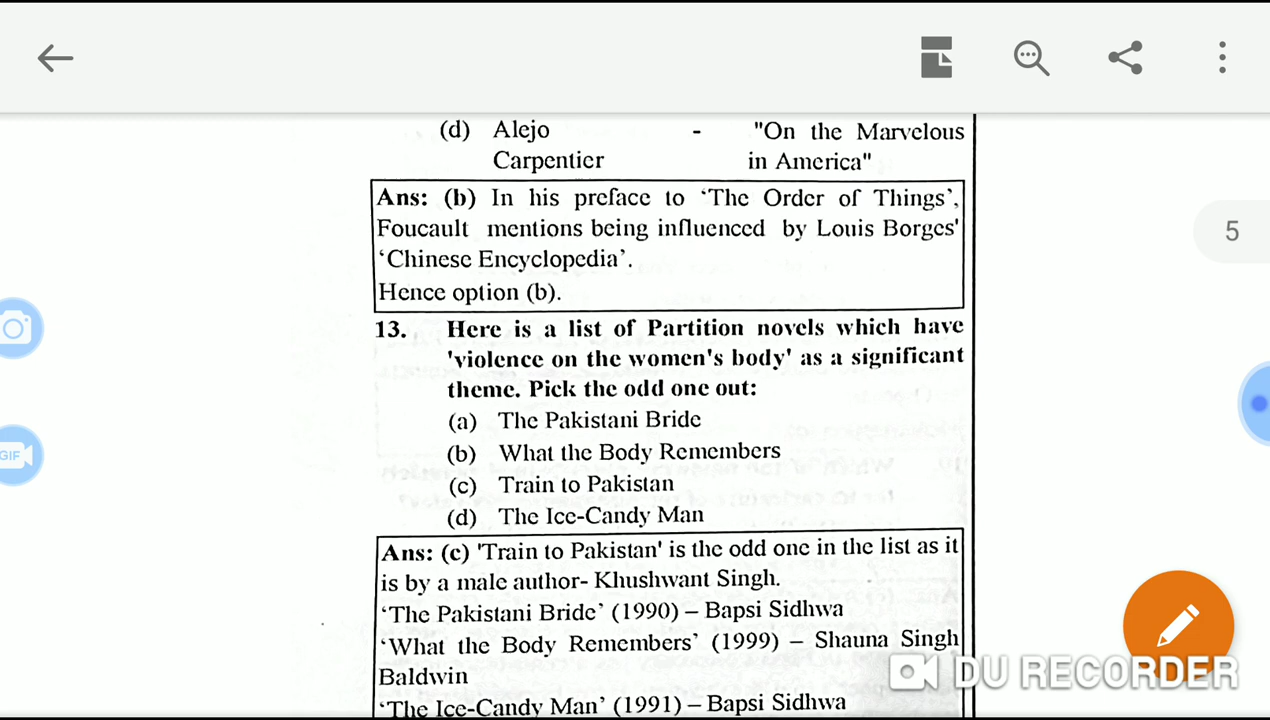 (d) Alejo Carpentier - "On the Marvelous in America"
Ans: (b) In his preface to ‘The Order of Things’,
Foucault mentions being influenced by Louis Borges'
‘Chinese Encyclopedia’.
Hence option (b).
13. Here is a list of Partition novels which have
'violence on the women's body' as a significant
theme. Pick the odd one out:
(a) The Pakistani Bride
(b) What the Body Remembers
(c) Train to Pakistan
(d) The Ice-Candy Man
Ans: (c) 'Train to Pakistan' is the odd one in the list as it
is by a male author- Khushwant Singh.
‘The Pakistani Bride’ (1990) – Bapsi Sidhwa
‘What the Body Remembers’ (1999) – Shauna Singh
Baldwin
‘The Ice-Candy Man’ (1991) – Bapsi Sidhwa
5
GIF
DU RECORDER